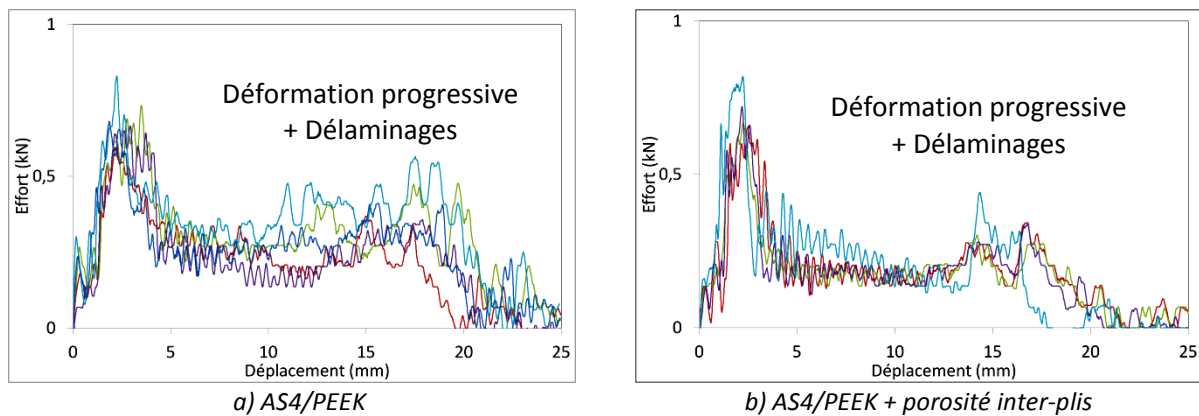 1
Déformation progressive
+ Délaminages
Effort (kN)
0,5
0
0 5 10 15 20 25
Déplacement (mm)
a) AS4/PEEK
1
Déformation progressive
+ Délaminages
Effort (kN)
0,5
0
0 5 10 15 20 25
Déplacement (mm)
b) AS4/PEEK + porosité inter-plis